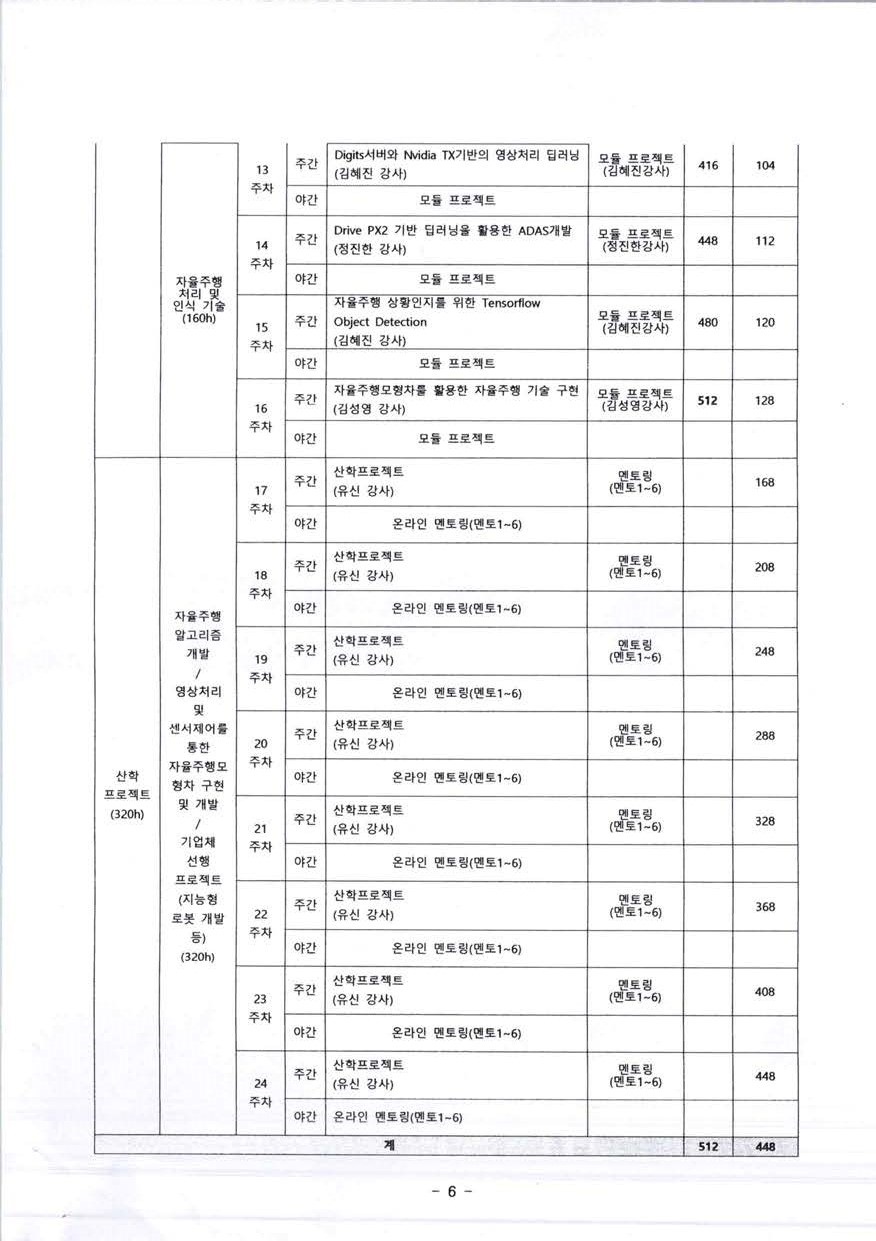 자율주행
처리 및
인식 기술
(160h)
13
주차
주간
Digits서버와 Nvidia TX기반의 영상처리 딥러닝
(김혜진 강사)
모듈 프로젝트
(김혜진강사)
416
104
야간
모듈 프로젝트
14
주차
주간
Drive PX2 기반 딥러닝을 활용한 ADAS개발
(정진한 강사)
모듈 프로젝트
(정진한강사)
448
112
야간
모듈 프로젝트
15
주차
주간
자율주행 상황인지를 위한 Tensorflow
Object Detection
(김혜진 강사)
모듈 프로젝트
(김혜진강사)
480
120
야간
모듈 프로젝트
16
주차
주간
자율주행모형차를 활용한 자율주행 기술 구현
(김성영 강사)
모듈 프로젝트
(김성영강사)
512
128
야간
모듈 프로젝트
산학
프로젝트
(320h)
자율주행
알고리즘
개발
/
영상처리
및
센서제어를
통한
자율주행모
형차 구현
및 개발
/
기업체
선행
프로젝트
(지능형
로봇 개발
등)
(320h)
17
주차
주간
산학프로젝트
(유신 강사)
멘토링
(멘토1~6)
168
야간
온라인 멘토링(멘토1~6)
18
주차
주간
산학프로젝트
(유신 강사)
멘토링
(멘토1~6)
208
야간
온라인 멘토링(멘토1~6)
19
주차
주간
산학프로젝트
(유신 강사)
멘토링
(멘토1~6)
248
야간
온라인 멘토링(멘토1~6)
20
주차
주간
산학프로젝트
(유신 강사)
멘토링
(멘토1~6)
288
야간
온라인 멘토링(멘토1~6)
21
주차
주간
산학프로젝트
(유신 강사)
멘토링
(멘토1~6)
328
야간
온라인 멘토링(멘토1~6)
22
주차
주간
산학프로젝트
(유신 강사)
멘토링
(멘토1~6)
368
야간
온라인 멘토링(멘토1~6)
23
주차
주간
산학프로젝트
(유신 강사)
멘토링
(멘토1~6)
408
야간
온라인 멘토링(멘토1~6)
24
주차
주간
산학프로젝트
(유신 강사)
멘토링
(멘토1~6)
448
야간
온라인 멘토링(멘토1~6)
계
512
448
- 6 -